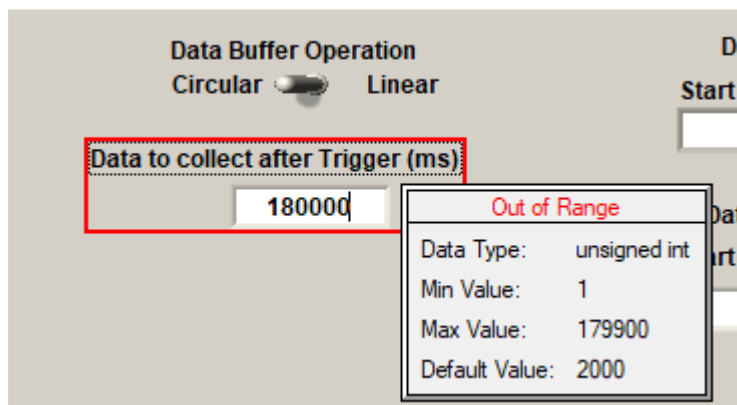 Data Buffer Operation
Circular Linear
D
Start
Data to collect after Trigger (ms)
180000
Out of Range
Data Type: unsigned int
Min Value: 1
Max Value: 179900
Default Value: 2000